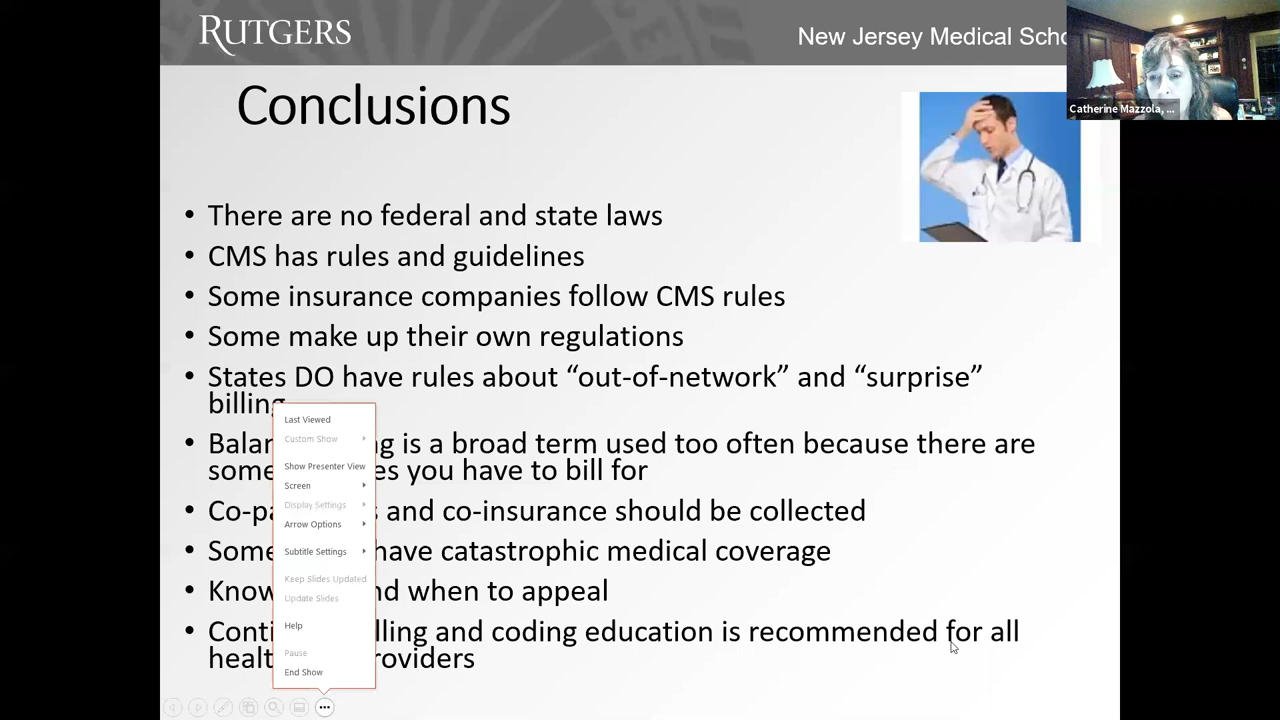 RUTGERS
New Jersey Medical Scho
Catherine Mazzola, ...
Conclusions
• There are no federal and state laws
• CMS has rules and guidelines
• Some insurance companies follow CMS rules
• Some make up their own regulations
• States DO have rules about “out-of-network” and “surprise”
billing
• Balan g is a broad term used too often because there are
some es you have to bill for
• Co-pa s and co-insurance should be collected
• Some have catastrophic medical coverage
• Know nd when to appeal
• Conti lling and coding education is recommended for all
healt roviders
Last Viewed
Custom Show
Show Presenter View
Screen
Display Settings
Arrow Options
Subtitle Settings
Keep Slides Updated
Update Slides
Help
Pause
End Show